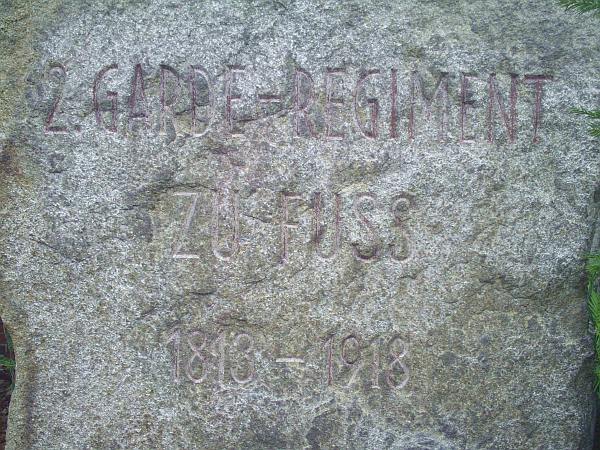 2. GARDE-REGIMENT
ZU FUSS
1813-1918